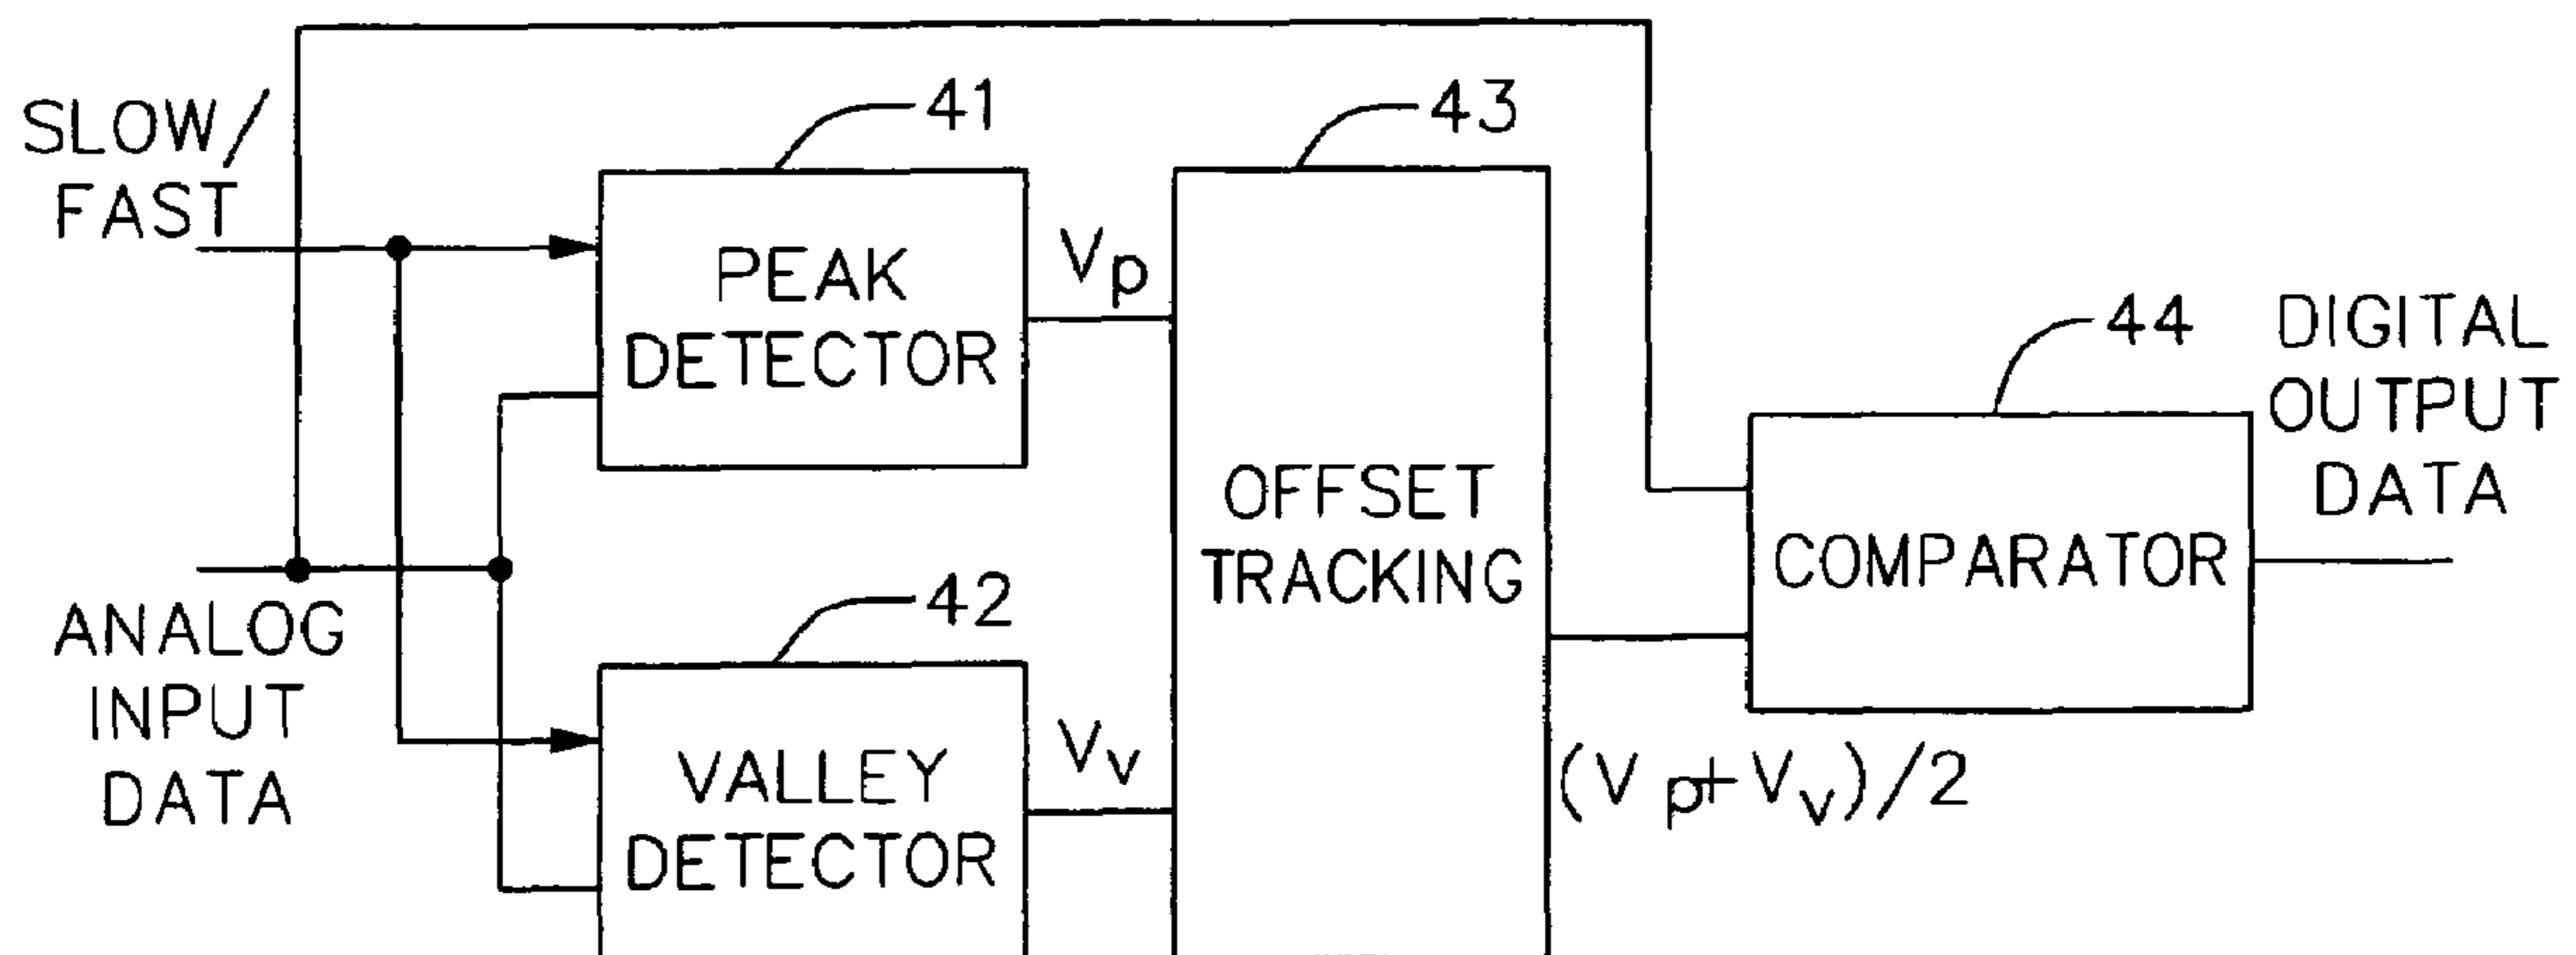 SLOW/
FAST
41
PEAK
DETECTOR
Vp
43
OFFSET
TRACKING
44
COMPARATOR
DIGITAL
OUTPUT
DATA
ANALOG
INPUT
DATA
42
VALLEY
DETECTOR
Vv
(Vp+Vv)/2